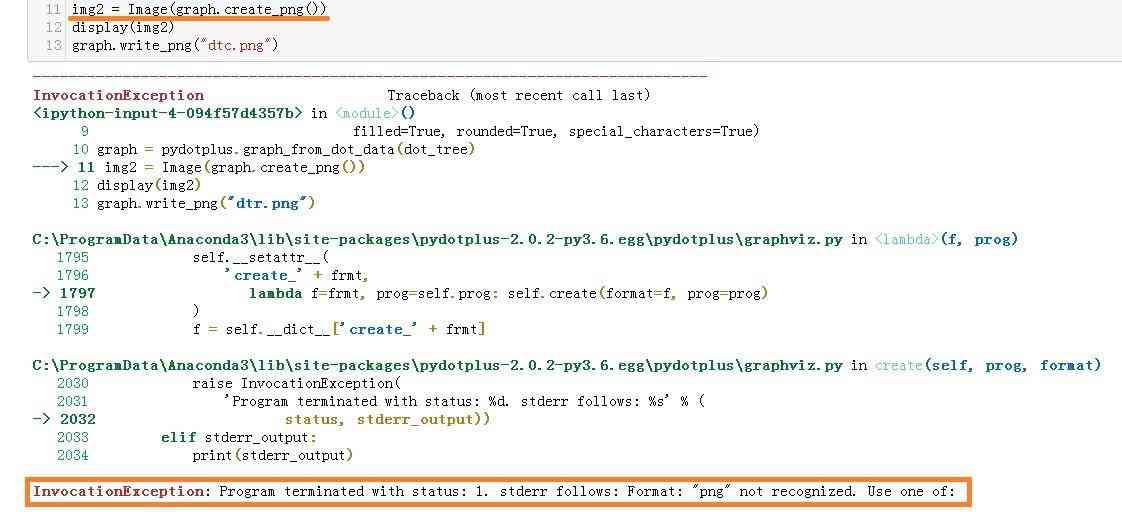 11 img2 = Image(graph.create_png())
12 display(img2)
13 graph.write_png("dtc.png")
---------------------------------------------------------------------------
InvocationException                       Traceback (most recent call last)
<ipython-input-4-094f57d4357b> in <module>()
      9                                 filled=True, rounded=True, special_characters=True)
     10 graph = pydotplus.graph_from_dot_data(dot_tree)
---> 11 img2 = Image(graph.create_png())
     12 display(img2)
     13 graph.write_png("dtr.png")
C:\ProgramData\Anaconda3\lib\site-packages\pydotplus-2.0.2-py3.6.egg\pydotplus\graphviz.py in <lambda>(f, prog)
   1795             self.__setattr__(
   1796                 'create_' + frmt,
-> 1797                 lambda f=frmt, prog=self.prog: self.create(format=f, prog=prog)
   1798             )
   1799             f = self.__dict__['create_' + frmt]
C:\ProgramData\Anaconda3\lib\site-packages\pydotplus-2.0.2-py3.6.egg\pydotplus\graphviz.py in create(self, prog, format)
   2030             raise InvocationException(
   2031                 'Program terminated with status: %d. stderr follows: %s' % (
-> 2032                     status, stderr_output))
   2033         elif stderr_output:
   2034             print(stderr_output)
InvocationException: Program terminated with status: 1. stderr follows: Format: "png" not recognized. Use one of: